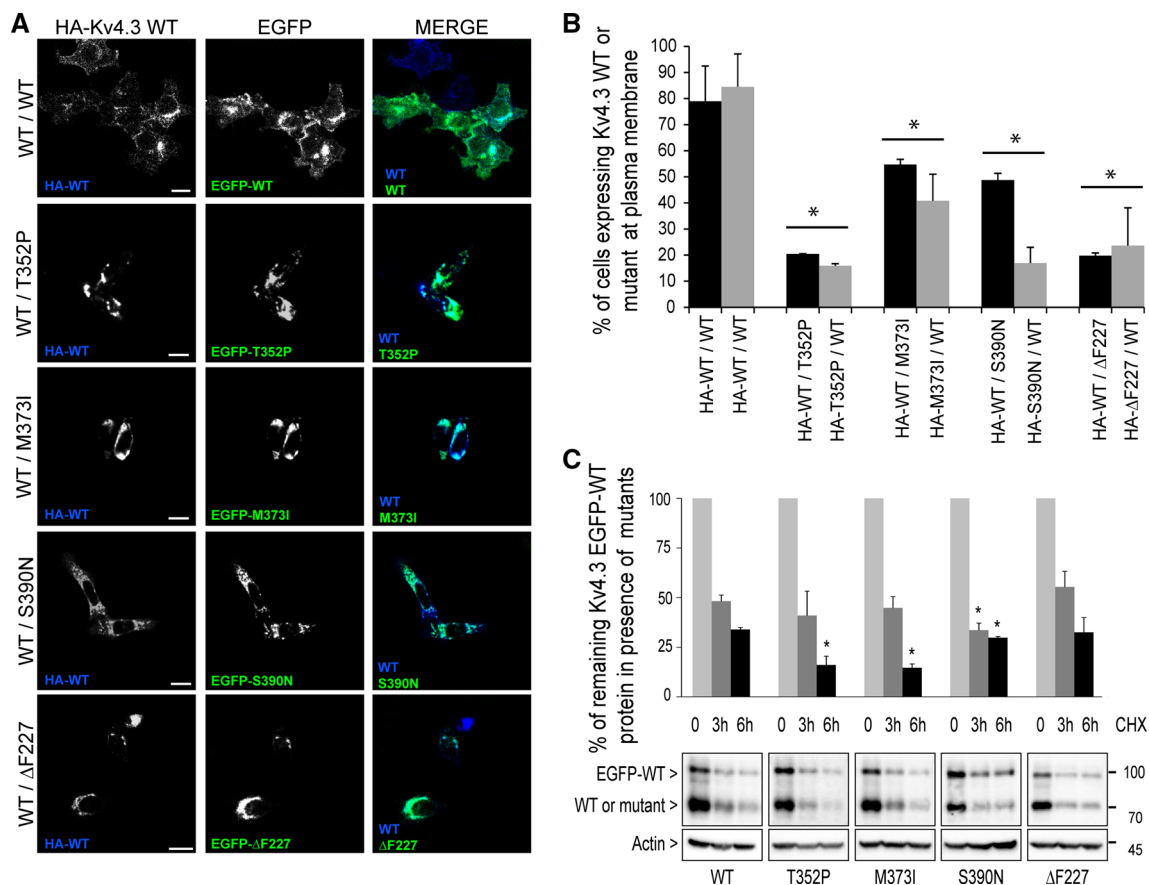 A
HA-Kv4.3 WT EGFP MERGE
WT / WT
HA-WT
EGFP-WT
WT
WT
WT / T352P
HA-WT
EGFP-T352P
WT
T352P
WT / M373I
HA-WT
EGFP-M373I
WT
M373I
WT / S390N
HA-WT
EGFP-S390N
WT
S390N
WT / ΔF227
HA-WT
EGFP-ΔF227
WT
ΔF227
B
% of cells expressing Kv4.3 WT or
mutant at plasma membrane
100
90
80
70
60
50
40
30
20
10
0
*
*
*
*
HA-WT / WT
HA-WT / WT
HA-WT / T352P
HA-T352P / WT
HA-WT / M373I
HA-M373I / WT
HA-WT / S390N
HA-S390N / WT
HA-WT / ΔF227
HA-ΔF227 / WT
C
% of remaining Kv4.3 EGFP-WT
protein in presence of mutants
100
75
50
25
0
*
*
*
*
0 3h 6h 0 3h 6h 0 3h 6h 0 3h 6h 0 3h 6h CHX
EGFP-WT > 100
WT or mutant > 75
70
Actin > 45
WT T352P M373I S390N ΔF227